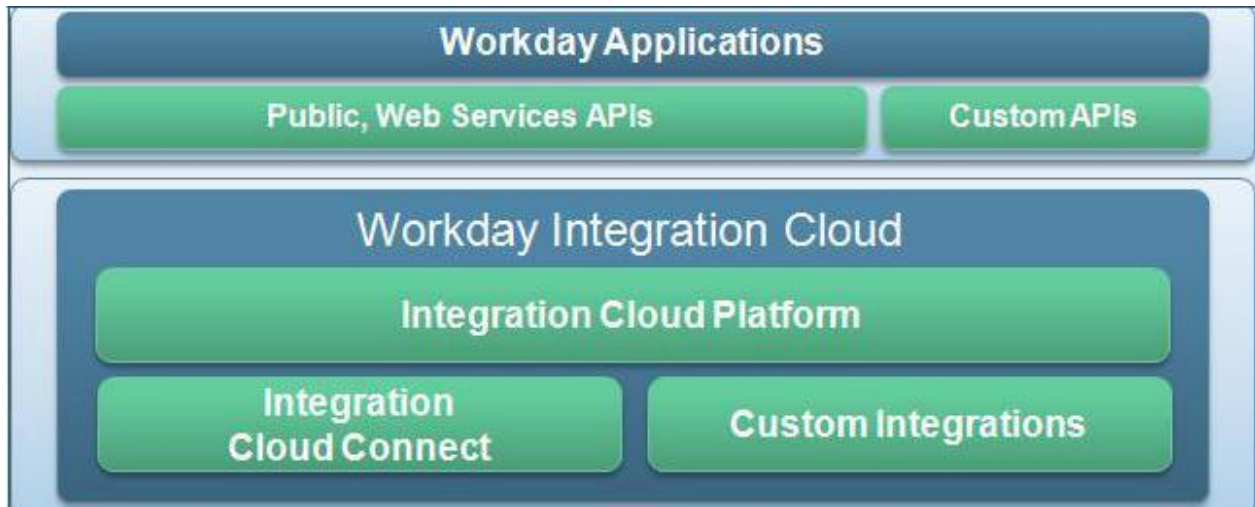 Workday Applications
Public, Web Services APIs
Custom APIs
Workday Integration Cloud
Integration Cloud Platform
Integration
Cloud Connect
Custom Integrations